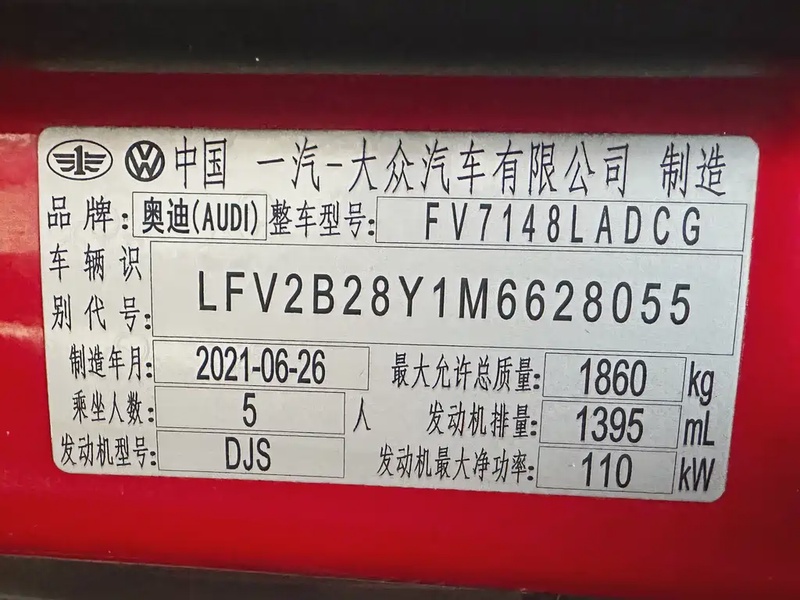 中国 一汽-大众汽车有限公司 制造
品牌: 奥迪(AUDI) 整车型号: FV7148LADCG
车辆识别代号: LFV2B28Y1M6628055
制造年月: 2021-06-26 最大允许总质量: 1860 kg
乘坐人数: 5 人 发动机排量: 1395 mL
发动机型号: DJS 发动机最大净功率: 110 kW